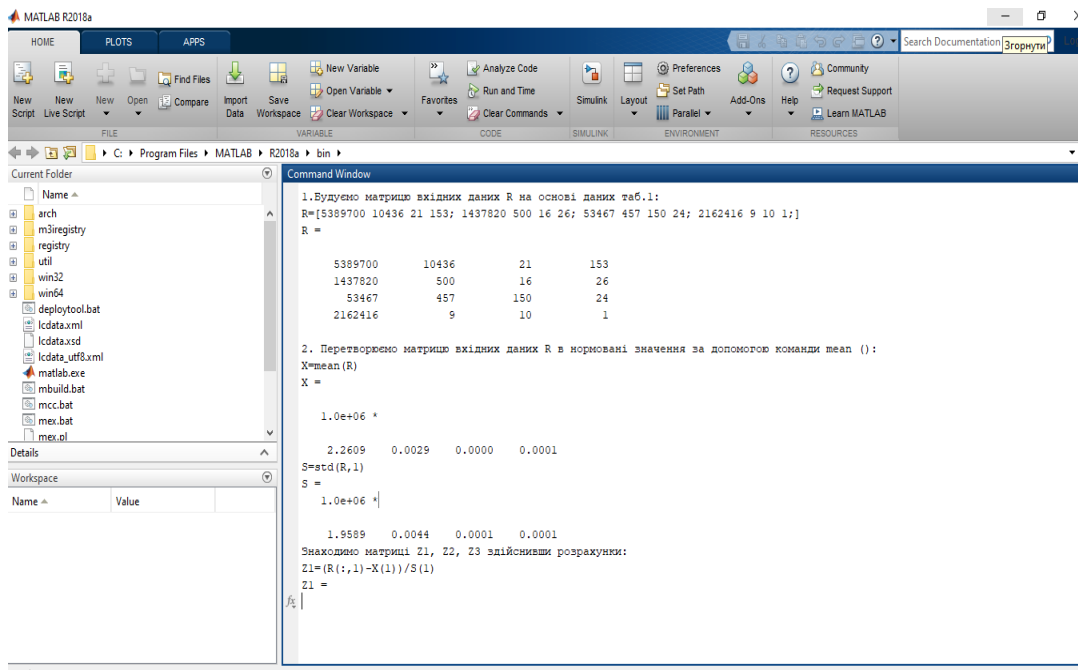 MATLAB R2018a
HOME PLOTS APPS
Search Documentation
Згорнути
Log
New Script
New Live Script
New
Open
Find Files
Compare
Import Data
Save Workspace
New Variable
Open Variable
Clear Workspace
Favorites
Analyze Code
Run and Time
Clear Commands
Simulink
Layout
Preferences
Set Path
Parallel
Add-Ons
Help
Community
Request Support
Learn MATLAB
FILE VARIABLE CODE SIMULINK ENVIRONMENT RESOURCES
C: Program Files MATLAB R2018a bin
Current Folder
Name
arch
m3iregistry
registry
util
win32
win64
deploytool.bat
lcdata.xml
lcdata.xsd
lcdata_utf8.xml
matlab.exe
mbuild.bat
mcc.bat
mex.bat
mex.pl
Details
Workspace
Name Value
Command Window
1.Будуємо матрицю вхідних даних R на основі даних таб.1:
R=[5389700 10436 21 153; 1437820 500 16 26; 53467 457 150 24; 2162416 9 10 1;]
R =
5389700 10436 21 153
1437820 500 16 26
53467 457 150 24
2162416 9 10 1
2. Перетворюємо матрицю вхідних даних R в нормовані значення за допомогою команди mean ():
X=mean(R)
X =
1.0e+06 *
2.2609 0.0029 0.0000 0.0001
S=std(R,1)
S =
1.0e+06 *
1.9589 0.0044 0.0001 0.0001
Знаходимо матриці Z1, Z2, Z3 здійснивши розрахунки:
Z1=(R(:,1)-X(1))/S(1)
Z1 =
fx